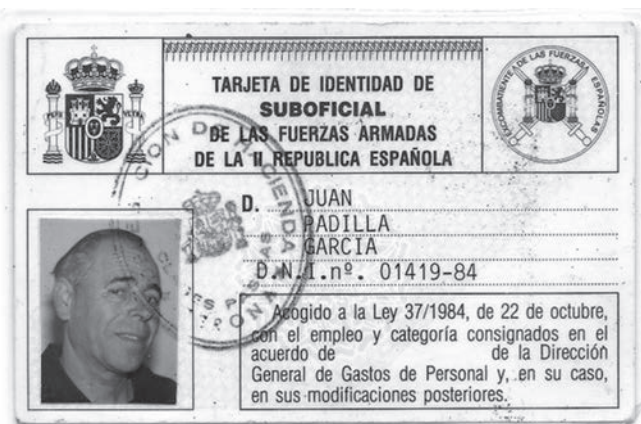 TARJETA DE IDENTIDAD DE
SUBOFICIAL
DE LAS FUERZAS ARMADAS
DE LA II REPUBLICA ESPAÑOLA
EXCOMBATIENTES DE LAS FUERZAS ESPAÑOLAS
D. JUAN
PADILLA
GARCIA
D.N.I.nº. 01419-84
Acogido a la Ley 37/1984, de 22 de octubre,
con el empleo y categoría consignados en el
acuerdo de de la Dirección
General de Gastos de Personal y, en su caso,
en sus modificaciones posteriores.
DE HACIENDA